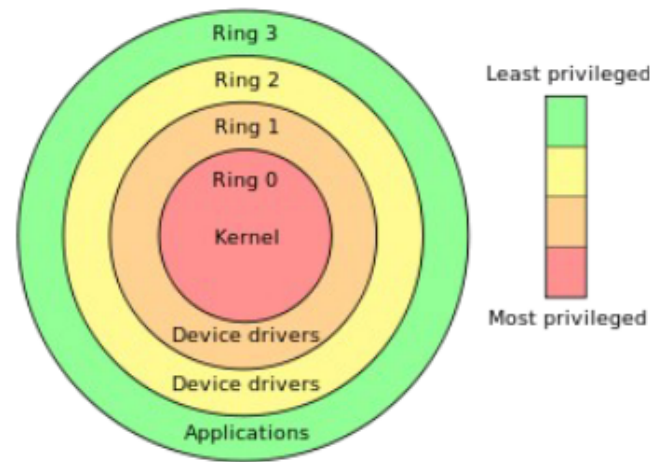 Ring 3
Ring 2
Ring 1
Ring 0
Kernel
Device drivers
Device drivers
Applications
Least privileged
Most privileged